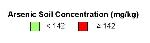 Arsenic Soil Concentration (mg/kg)
< 142 ≥ 142